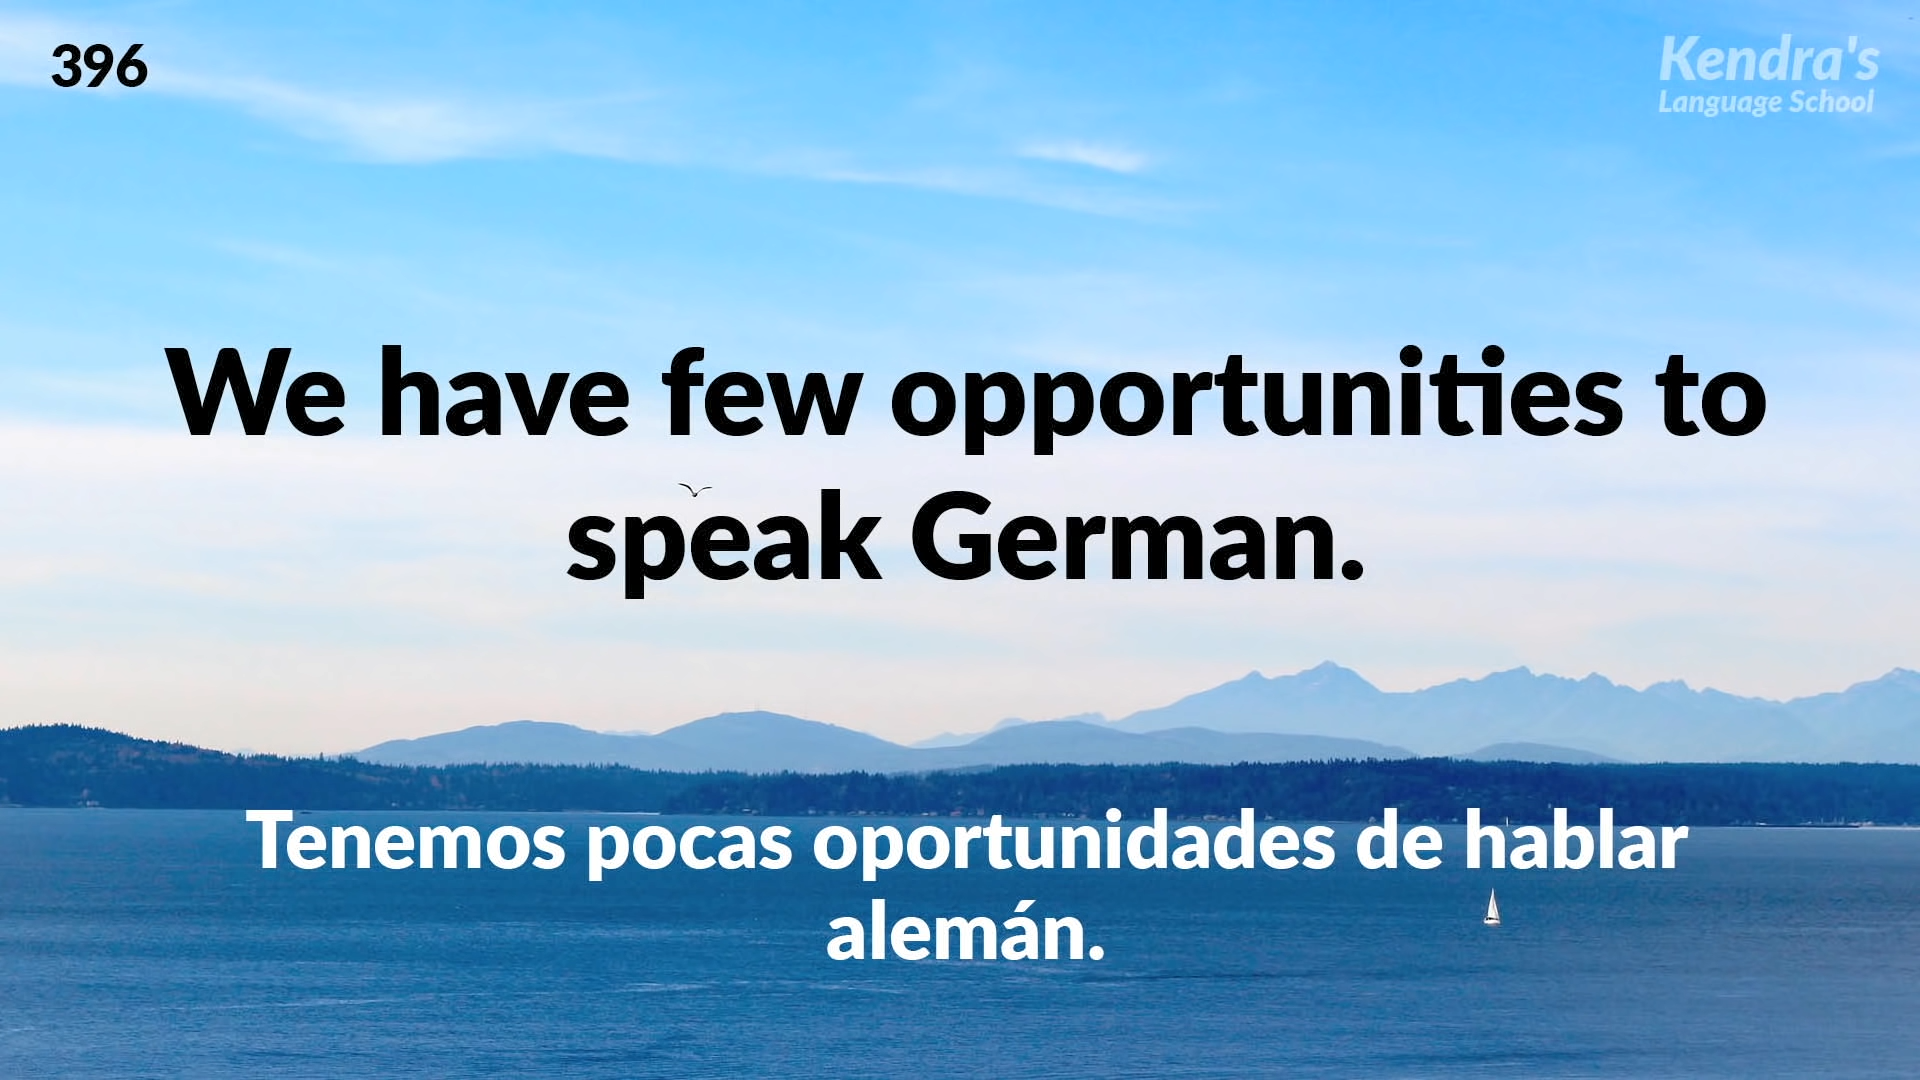 396
Kendra's
Language School
We have few opportunities to
speak German.
Tenemos pocas oportunidades de hablar
alemán.